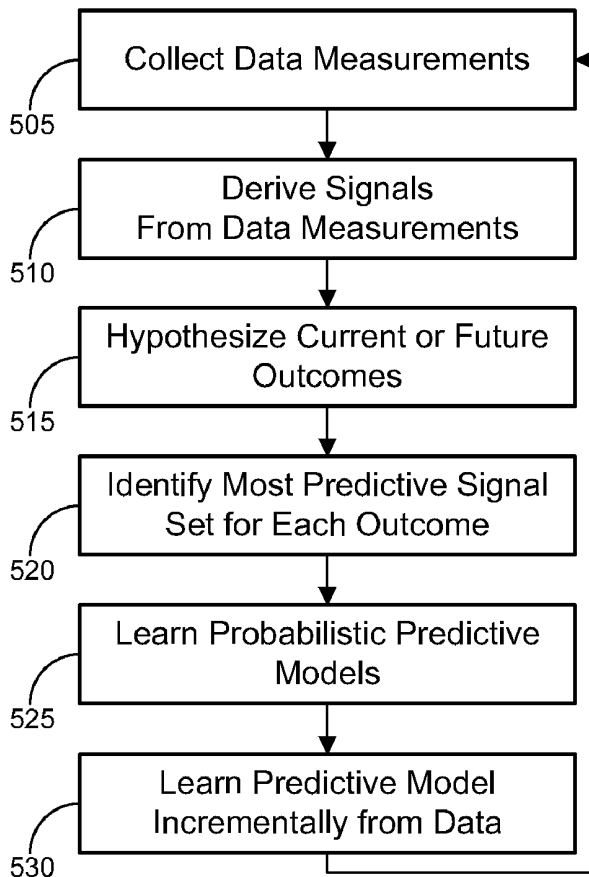 Collect Data Measurements
505
Derive Signals
From Data Measurements
510
Hypothesize Current or Future
Outcomes
515
Identify Most Predictive Signal
Set for Each Outcome
520
Learn Probabilistic Predictive
Models
525
Learn Predictive Model
Incrementally from Data
530